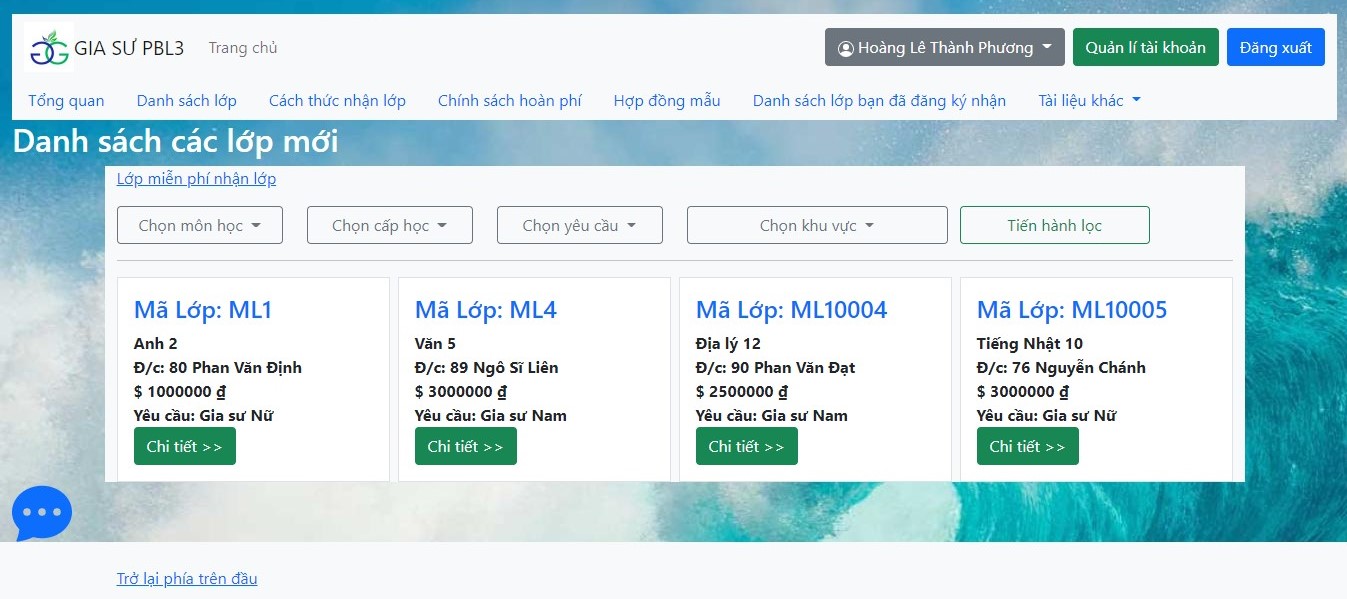 GIA SƯ PBL3 Trang chủ Hoàng Lê Thành Phương Quản lí tài khoản Đăng xuất
Tổng quan Danh sách lớp Cách thức nhận lớp Chính sách hoàn phí Hợp đồng mẫu Danh sách lớp bạn đã đăng ký nhận Tài liệu khác
Danh sách các lớp mới
Lớp miễn phí nhận lớp
Chọn môn học Chọn cấp học Chọn yêu cầu Chọn khu vực Tiến hành lọc
Mã Lớp: ML1
Anh 2
Đ/c: 80 Phan Văn Định
$ 1000000 ₫
Yêu cầu: Gia sư Nữ
Chi tiết >>
Mã Lớp: ML4
Văn 5
Đ/c: 89 Ngô Sĩ Liên
$ 3000000 ₫
Yêu cầu: Gia sư Nam
Chi tiết >>
Mã Lớp: ML10004
Địa lý 12
Đ/c: 90 Phan Văn Đạt
$ 2500000 ₫
Yêu cầu: Gia sư Nam
Chi tiết >>
Mã Lớp: ML10005
Tiếng Nhật 10
Đ/c: 76 Nguyễn Chánh
$ 3000000 ₫
Yêu cầu: Gia sư Nữ
Chi tiết >>
Trở lại phía trên đầu